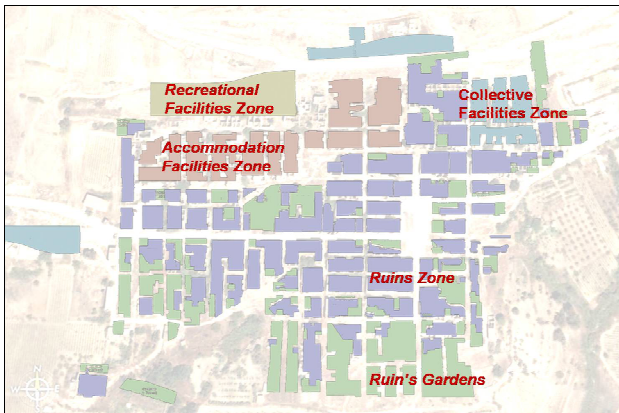 Recreational
Facilities Zone
Collective
Facilities Zone
Accommodation
Facilities Zone
Ruins Zone
Ruin's Gardens
N
W
E
S